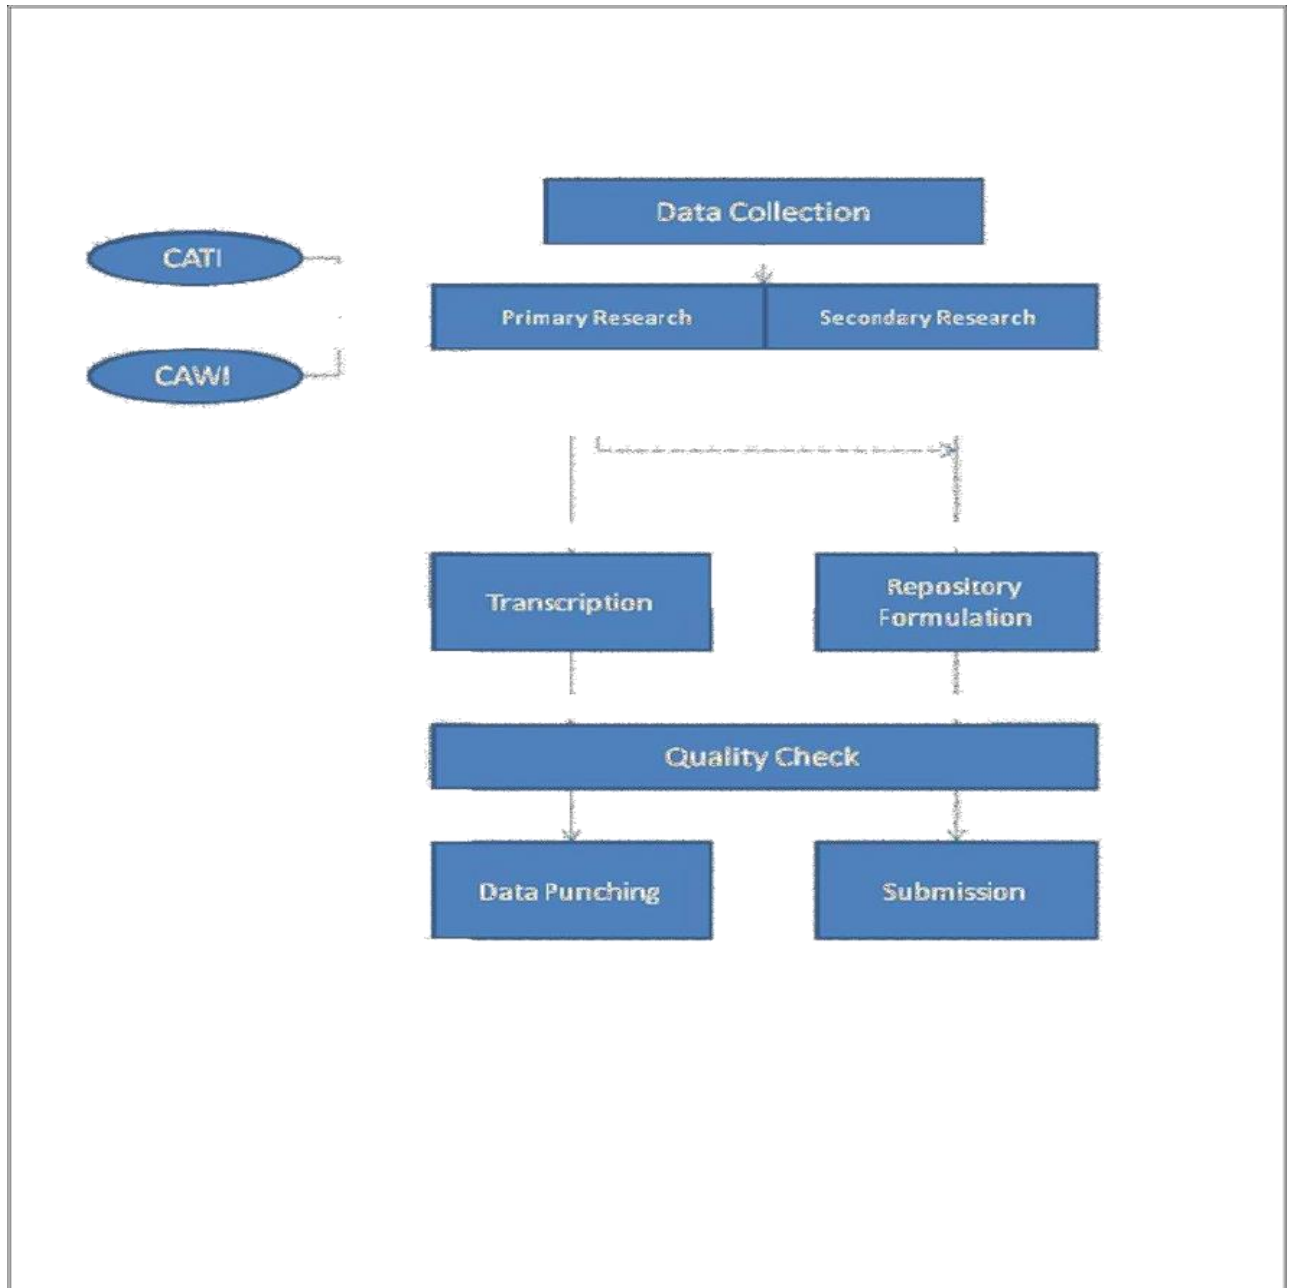 Data Collection
CATI
Primary Research
Secondary Research
CAWI
Transcription
Repository
Formulation
Quality Check
Data Punching
Submission